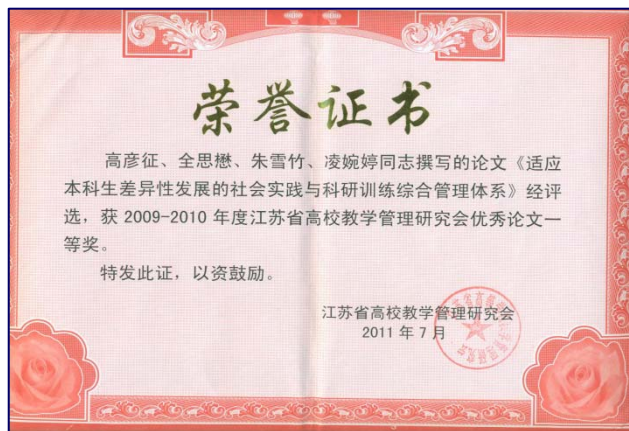 荣誉证书
高彦征、全思懋、朱雪竹、凌婉婷同志撰写的论文《适应
本科生差异性发展的社会实践与科研训练综合管理体系》经评
选，获 2009-2010 年度江苏省高校教学管理研究会优秀论文一
等奖。
特发此证，以资鼓励。
江苏省高校教学管理研究会
2011 年 7 月